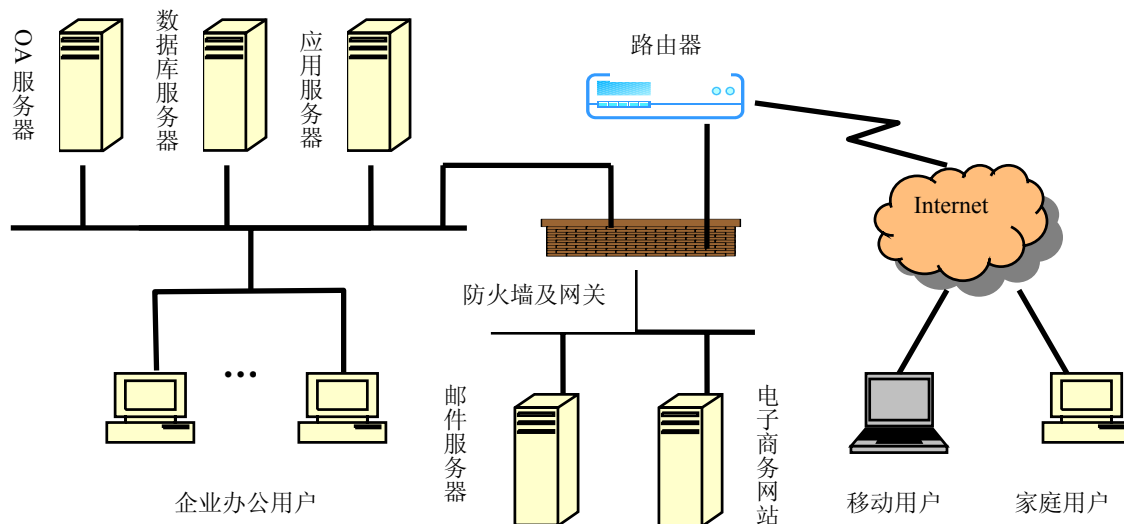 OA 服务器
数据库服务器
应用服务器
路由器
Internet
防火墙及网关
…
邮件服务器
电子商务网站
企业办公用户
移动用户
家庭用户